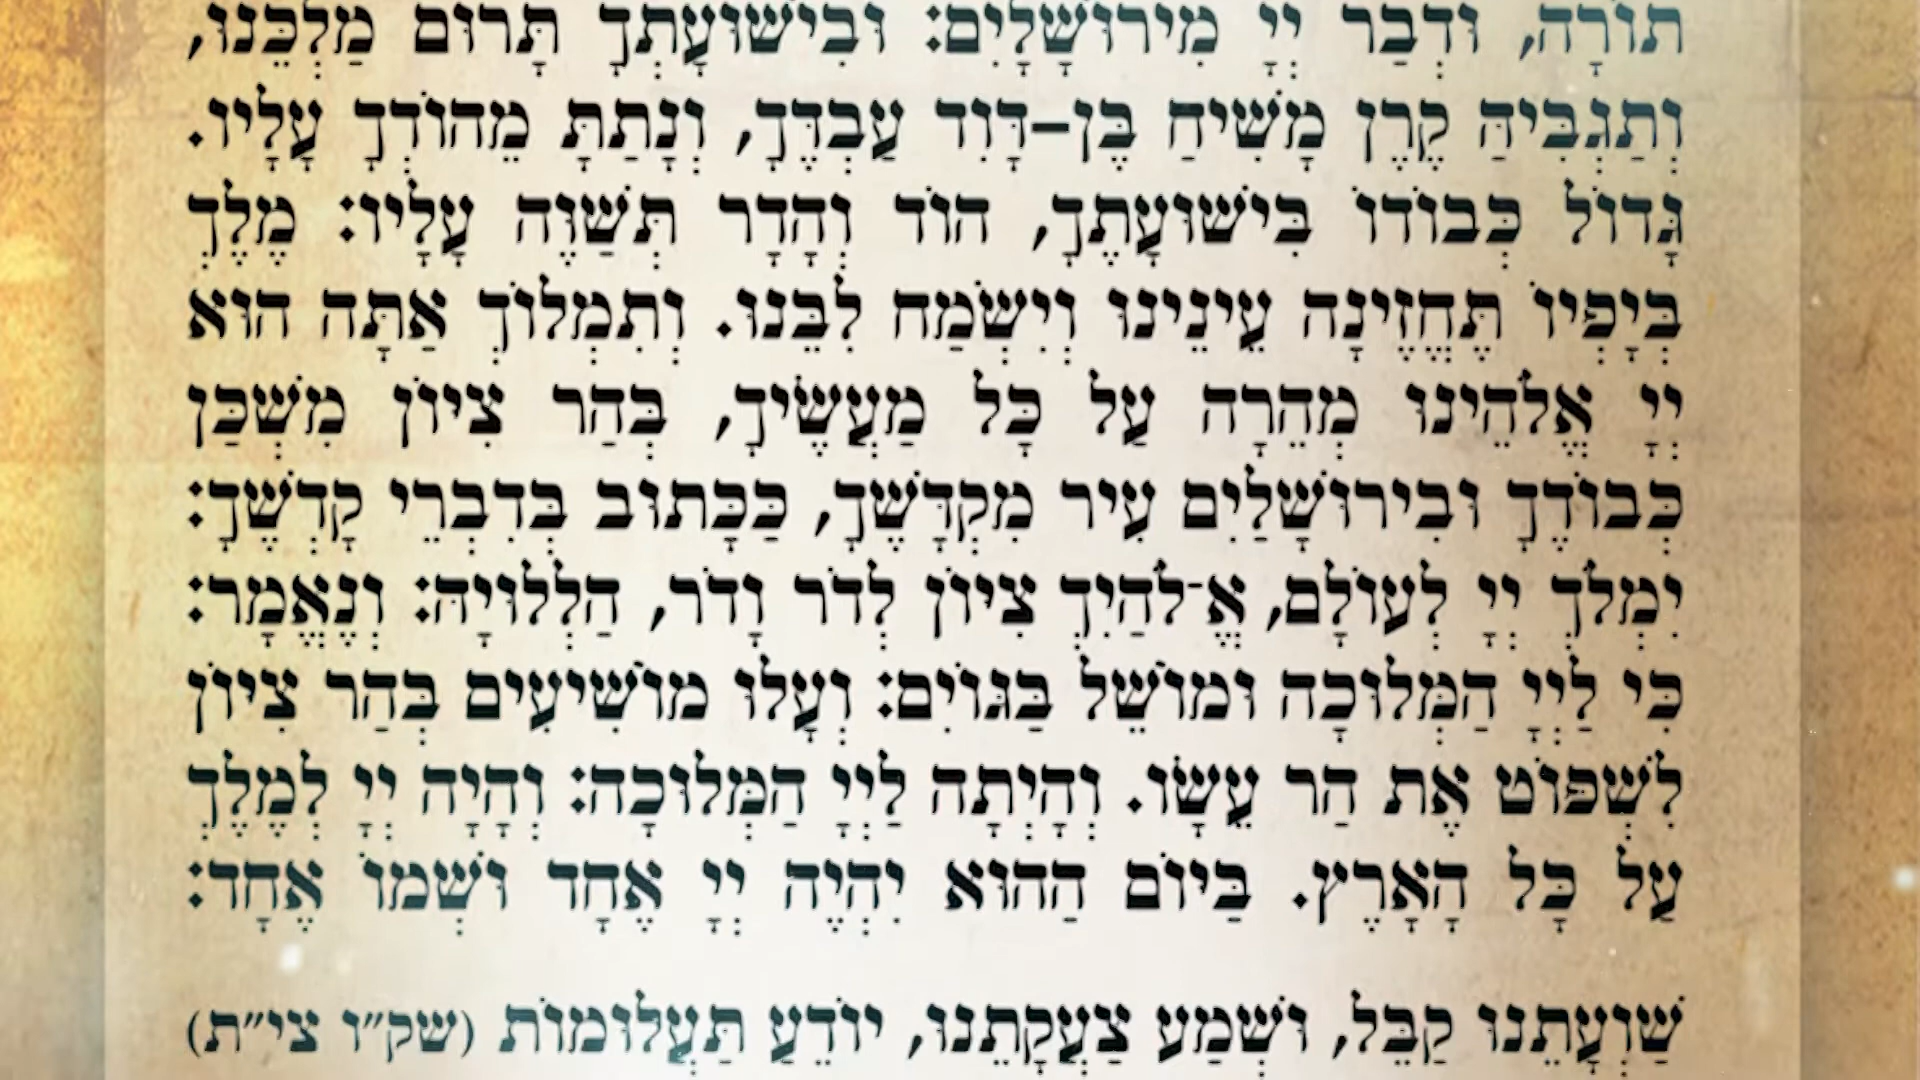 תוֹרָה, וּדְבַר יְיָ מִירוּשָׁלָיִם: וּבִישׁוּעָתְךָ תָּרוּם מַלְכֵּנוּ,
וְתַגְבִּיהַּ קֶרֶן מָשִׁיחַ בֶּן–דָּוִד עַבְדֶּךָ, וְנָתַתָּ מֵהוֹדְךָ עָלָיו.
גָּדוֹל כְּבוֹדוֹ בִּישׁוּעָתֶךָ, הוֹד וְהָדָר תְּשַׁוֶּה עָלָיו: מֶלֶךְ
בְּיָפְיוֹ תֶּחֱזֶינָה עֵינֵינוּ וְיִשְׂמַח לִבֵּנוּ. וְתִמְלוֹךְ אַתָּה הוּא
יְיָ אֱלֹהֵינוּ מְהֵרָה עַל כָּל מַעֲשֶׂיךָ, בְּהַר צִיּוֹן מִשְׁכַּן
כְּבוֹדֶךָ וּבִירוּשָׁלַיִם עִיר מִקְדָּשֶׁךָ, כַּכָּתוּב בְּדִבְרֵי קָדְשֶׁךָ:
יִמְלֹךְ יְיָ לְעוֹלָם, אֱ־לֹהַיִךְ צִיּוֹן לְדֹר וָדֹר, הַלְלוּיָהּ: וְנֶאֱמָר:
כִּי לַיְיָ הַמְּלוּכָה וּמוֹשֵׁל בַּגּוֹיִם: וְעָלוּ מוֹשִׁיעִים בְּהַר צִיּוֹן
לִשְׁפּוֹט אֶת הַר עֵשָׂו. וְהָיְתָה לַיְיָ הַמְּלוּכָה: וְהָיָה יְיָ לְמֶלֶךְ
עַל כָּל הָאָרֶץ. בַּיּוֹם הַהוּא יִהְיֶה יְיָ אֶחָד וּשְׁמוֹ אֶחָד:
שַׁוְעָתֵנוּ קַבֵּל, וּשְׁמַע צַעֲקָתֵנוּ, יוֹדֵעַ תַּעֲלוּמוֹת (שק״ו צי״ת)